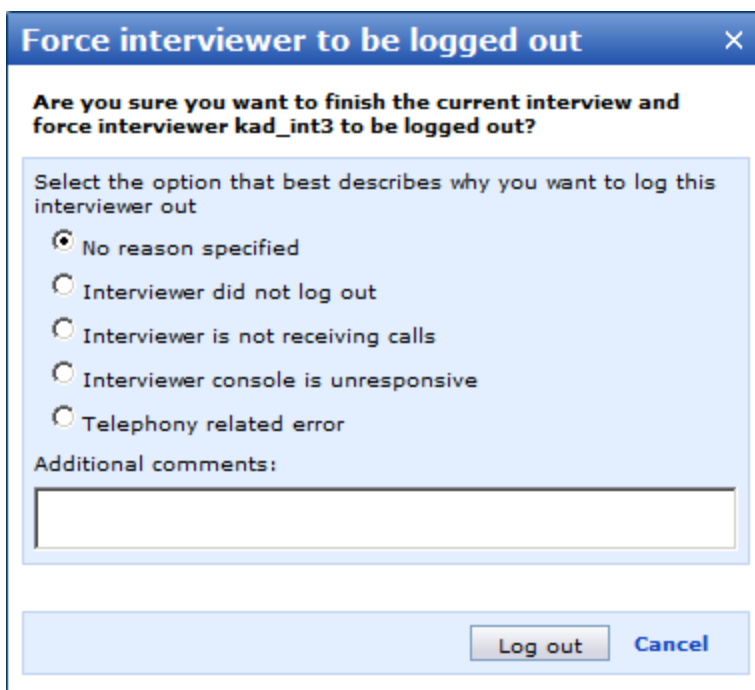 Force interviewer to be logged out
Are you sure you want to finish the current interview and
force interviewer kad_int3 to be logged out?
Select the option that best describes why you want to log this
interviewer out
No reason specified
Interviewer did not log out
Interviewer is not receiving calls
Interviewer console is unresponsive
Telephony related error
Additional comments:
Log out Cancel